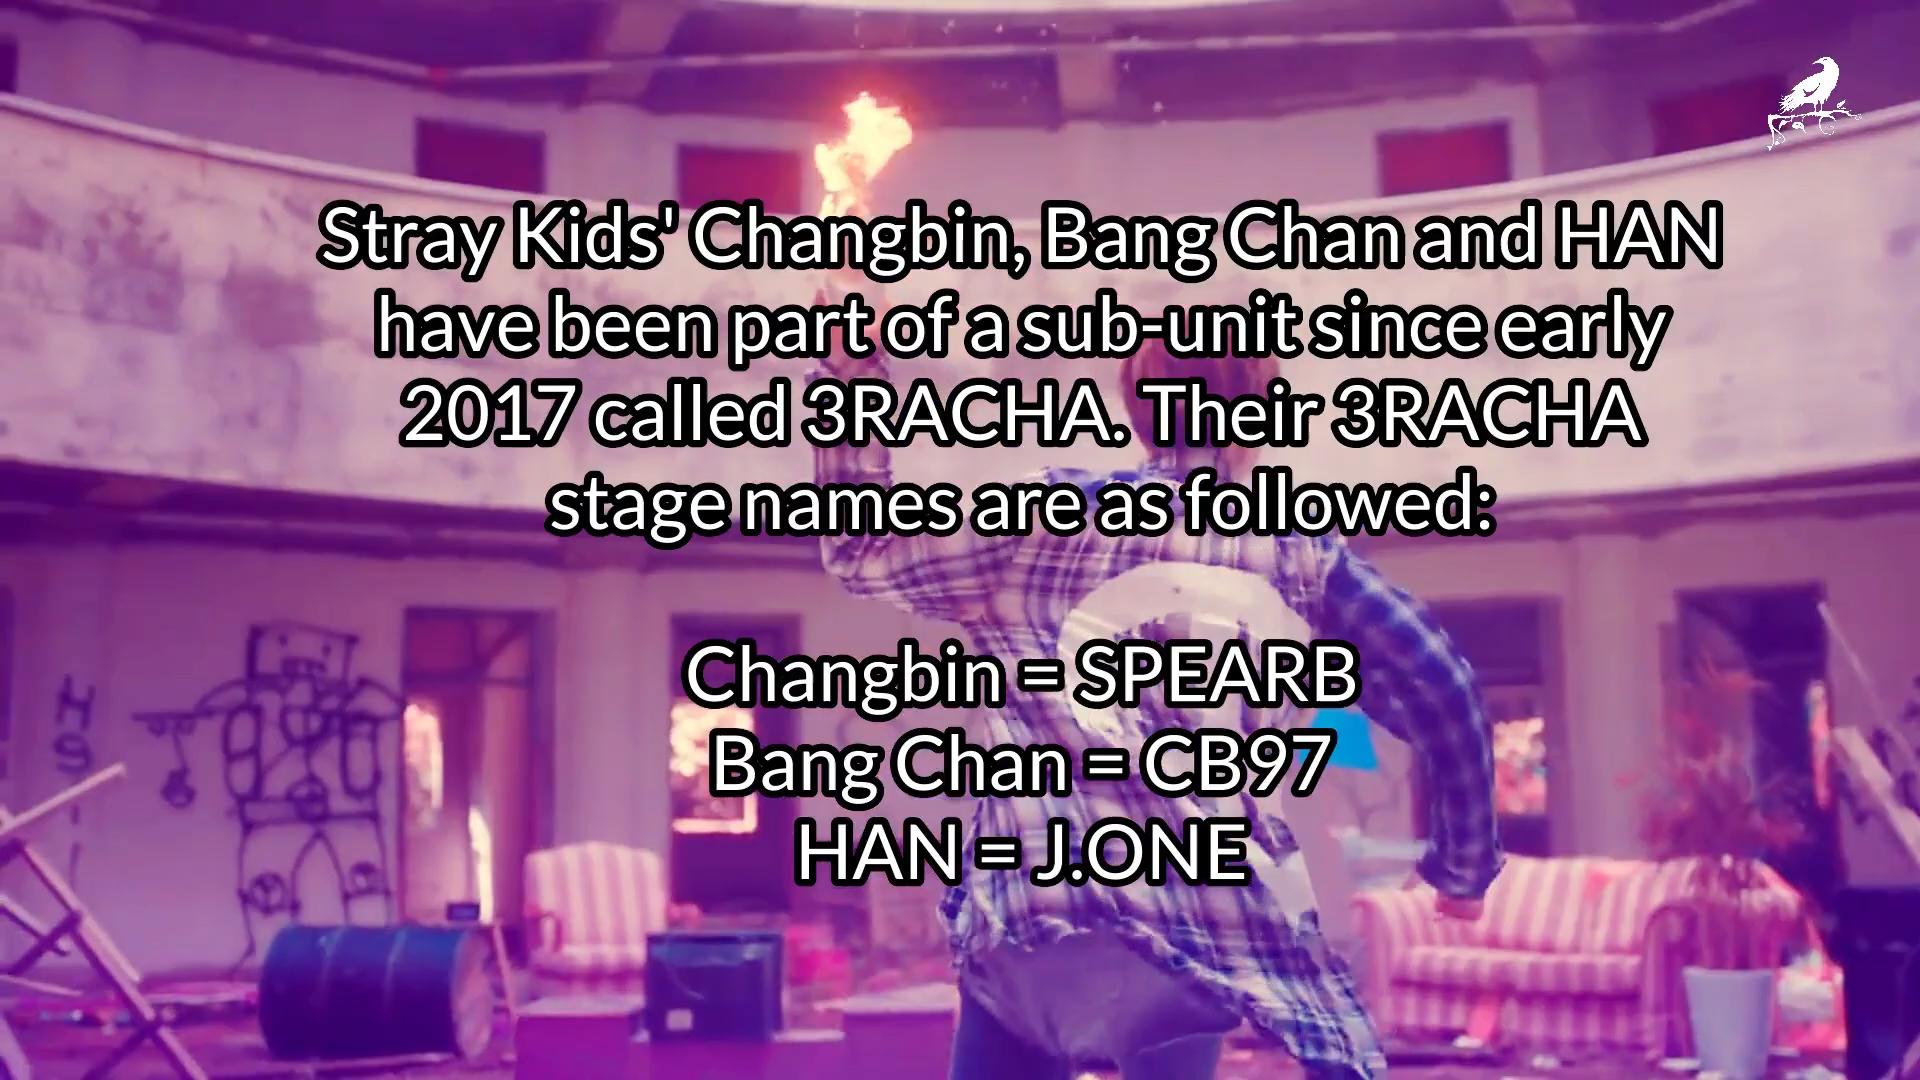 Stray Kids' Changbin, Bang Chan and HAN
have been part of a sub-unit since early
2017 called 3RACHA. Their 3RACHA
stage names are as followed:
Changbin = SPEARB
Bang Chan = CB97
HAN = J.ONE